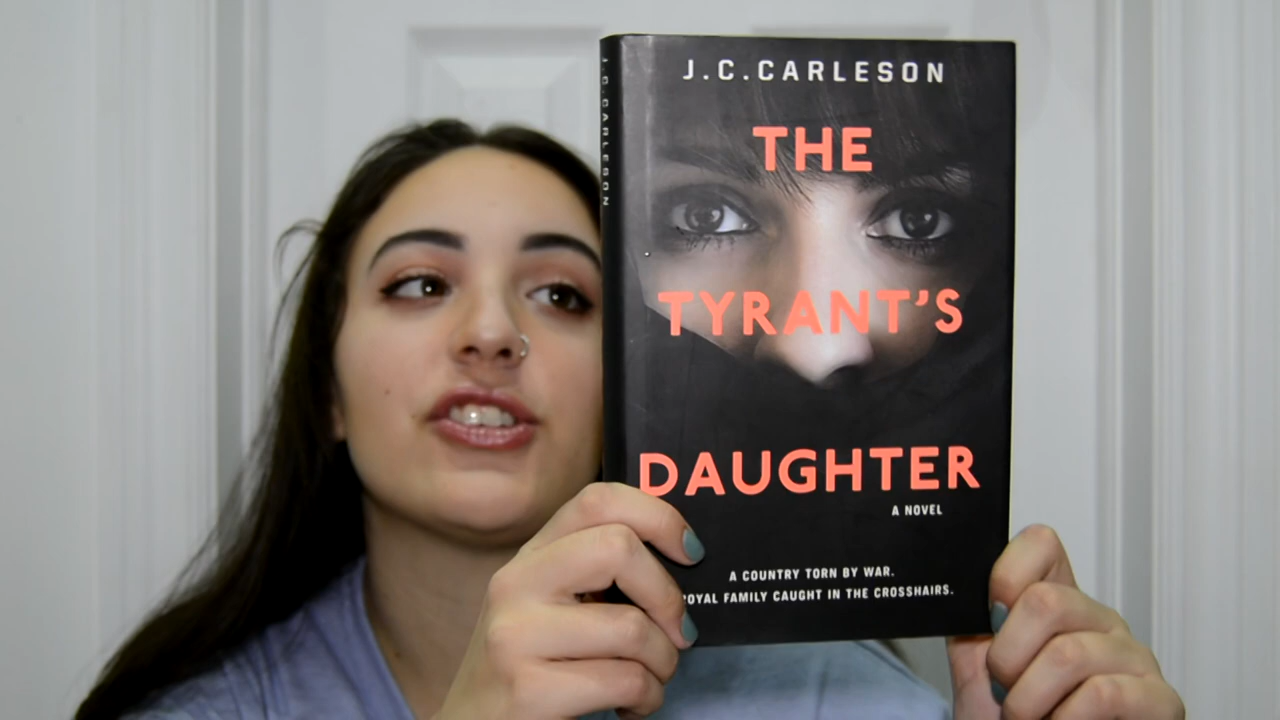 J.C.CARLESON
J.C.CARLESON
THE
TYRANT'S
DAUGHTER
A NOVEL
A COUNTRY TORN BY WAR.
FAMILY CAUGHT IN THE CROSSHAIRS.